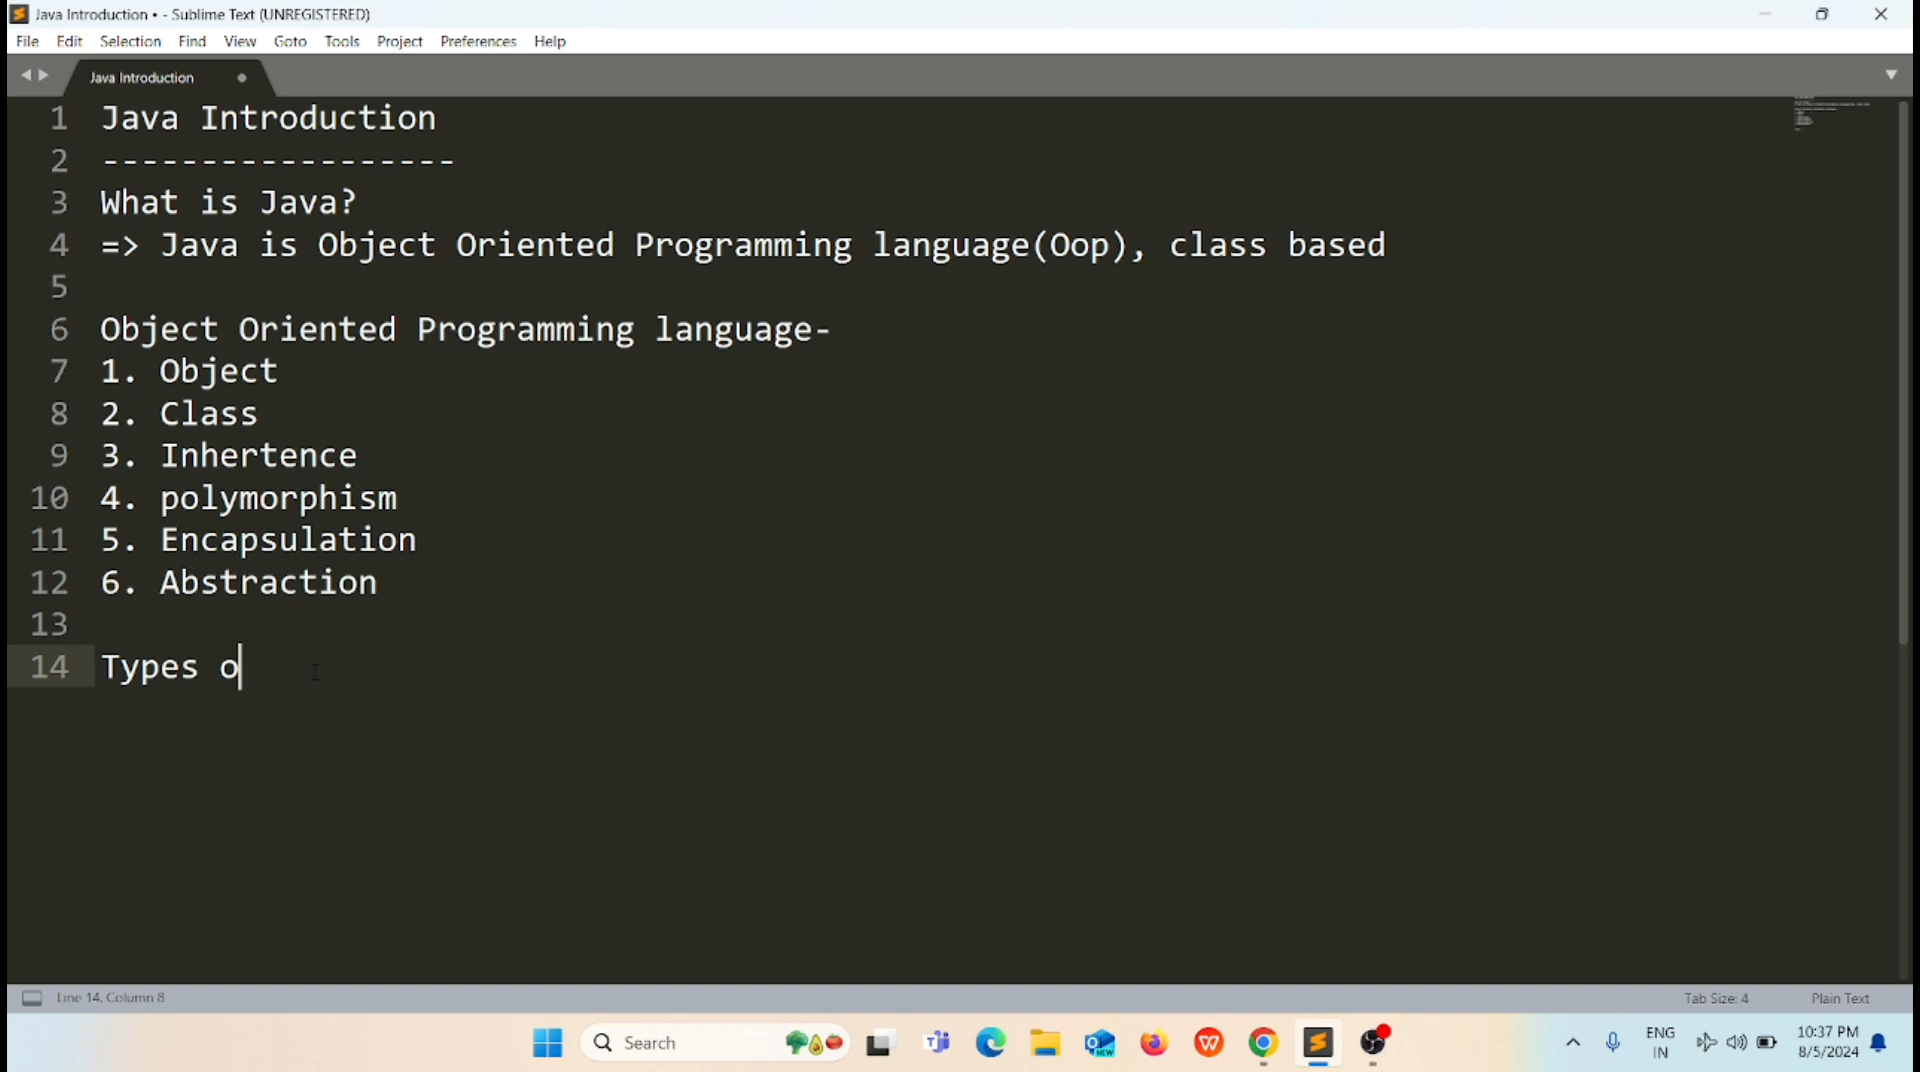 Java Introduction • - Sublime Text (UNREGISTERED)
File Edit Selection Find View Goto Tools Project Preferences Help
Java Introduction
1 Java Introduction
2 ------------------
3 What is Java?
4 => Java is Object Oriented Programming language(Oop), class based
5
6 Object Oriented Programming language-
7 1. Object
8 2. Class
9 3. Inhertence
10 4. polymorphism
11 5. Encapsulation
12 6. Abstraction
13
14 Types o
Line 14, Column 8 Tab Size: 4 Plain Text
Search
ENG
IN
10:37 PM
8/5/2024